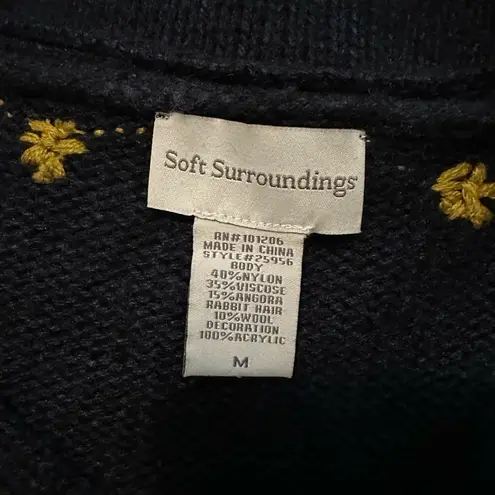 Soft Surroundings
RN#101206
MADE IN CHINA
STYLE#25956
BODY
40%NYLON
35%VISCOSE
15%ANGORA
RABBIT HAIR
10%WOOL
DECORATION
100%ACRYLIC
M